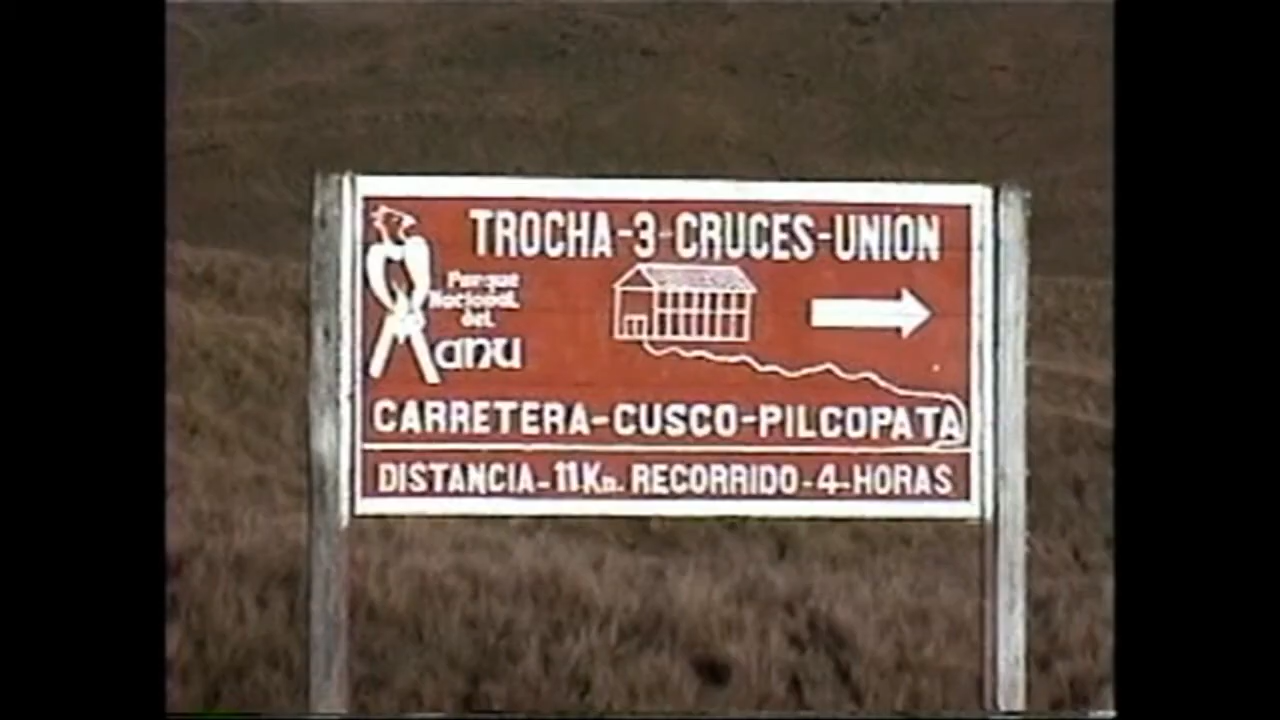 TROCHA-3-CRUCES-UNION
Parque
Nacional
del
Manu
CARRETERA-CUSCO-PILCOPATA
DISTANCIA-11Km. RECORRIDO-4-HORAS